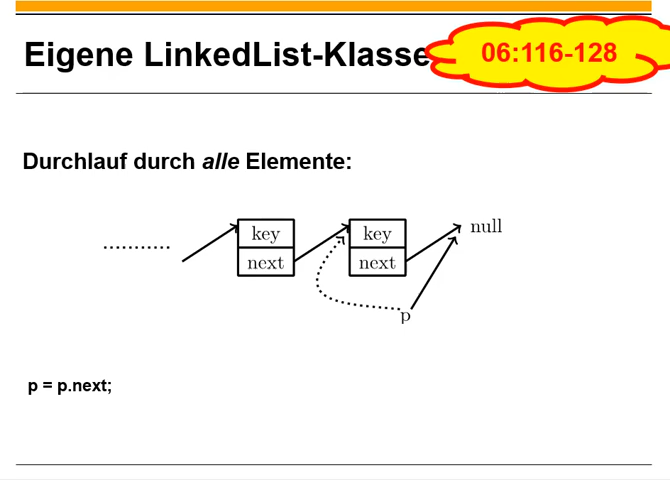 Eigene LinkedList-Klasse
06:116-128
Durchlauf durch alle Elemente:
key
next
key
next
null
p
p = p.next;